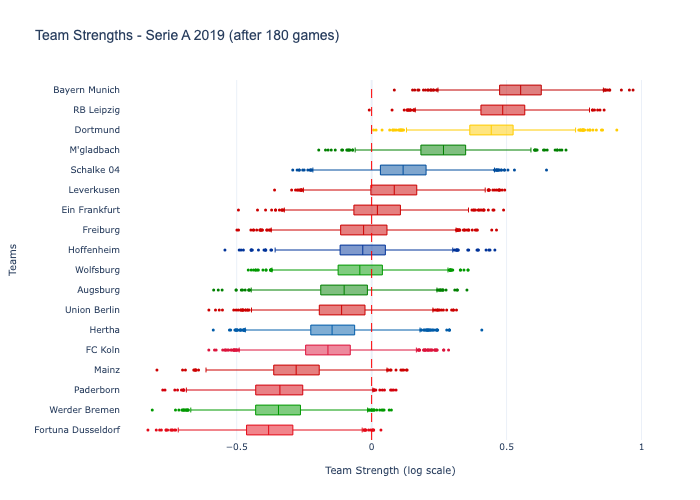 Team Strengths - Serie A 2019 (after 180 games)
Bayern Munich
RB Leipzig
Dortmund
M'gladbach
Schalke 04
Leverkusen
Ein Frankfurt
Freiburg
Hoffenheim
Wolfsburg
Augsburg
Union Berlin
Hertha
FC Koln
Mainz
Paderborn
Werder Bremen
Fortuna Dusseldorf
Teams
−0.5 0 0.5 1
Team Strength (log scale)